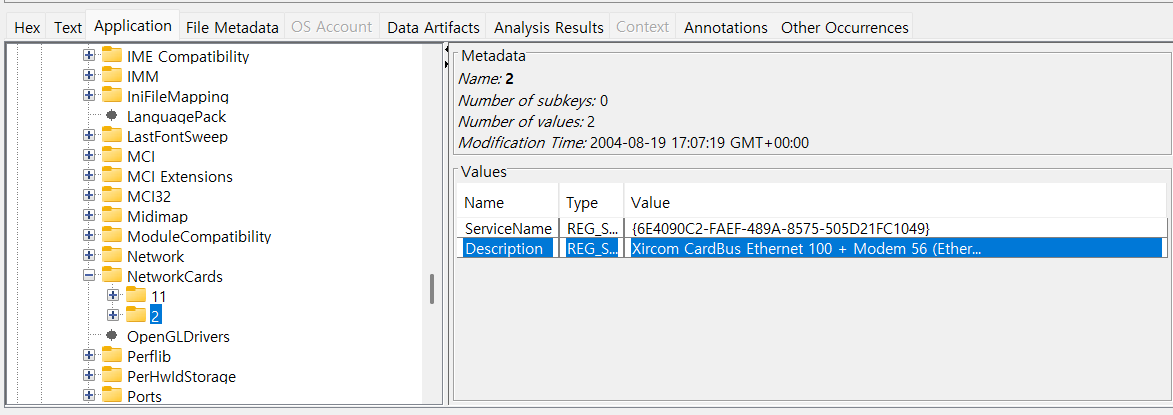 Hex Text Application File Metadata OS Account Data Artifacts Analysis Results Context Annotations Other Occurrences
IME Compatibility
IMM
IniFileMapping
LanguagePack
LastFontSweep
MCI
MCI Extensions
MCI32
Midimap
ModuleCompatibility
Network
NetworkCards
11
2
OpenGLDrivers
Perflib
PerHwIdStorage
Ports
Metadata
Name: 2
Number of subkeys: 0
Number of values: 2
Modification Time: 2004-08-19 17:07:19 GMT+00:00
Values
Name Type Value
ServiceName REG_S... {6E4090C2-FAEF-489A-8575-505D21FC1049}
Description REG_S... Xircom CardBus Ethernet 100 + Modem 56 (Ether...